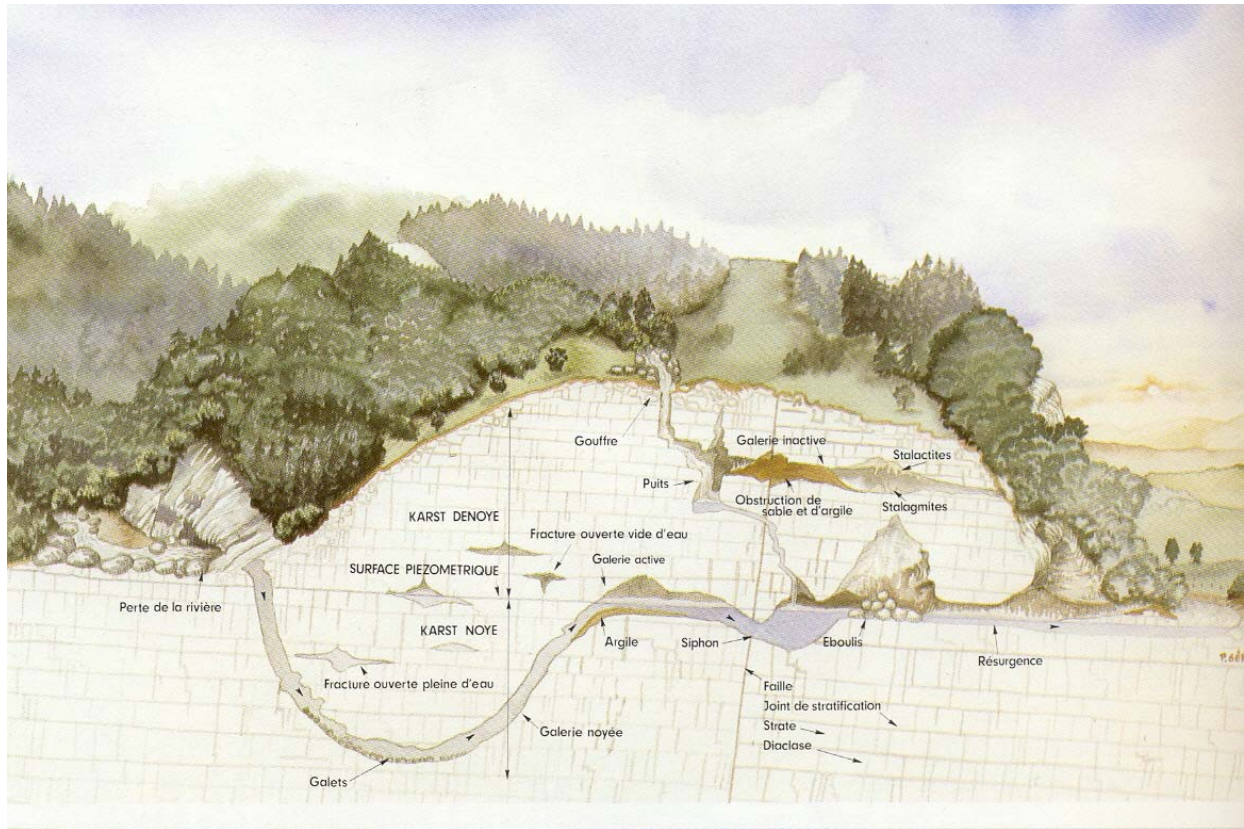 Gouffre
Galerie inactive
Stalactites
Puits
Obstruction de
sable et d'argile
Stalagmites
KARST DENOYE
Fracture ouverte vide d'eau
SURFACE PIEZOMETRIQUE
Galerie active
Perte de la rivière
KARST NOYE
Argile
Siphon
Eboulis
Résurgence
Fracture ouverte pleine d'eau
Faille
Joint de stratification
Strate
Diaclase
Galerie noyée
Galets